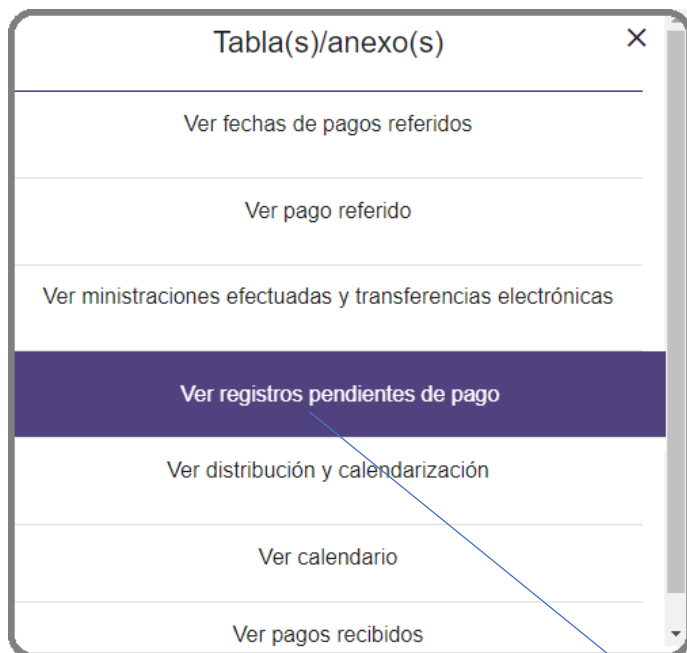 Tabla(s)/anexo(s)
Ver fechas de pagos referidos
Ver pago referido
Ver ministraciones efectuadas y transferencias electrónicas
Ver registros pendientes de pago
Ver distribución y calendarización
Ver calendario
Ver pagos recibidos